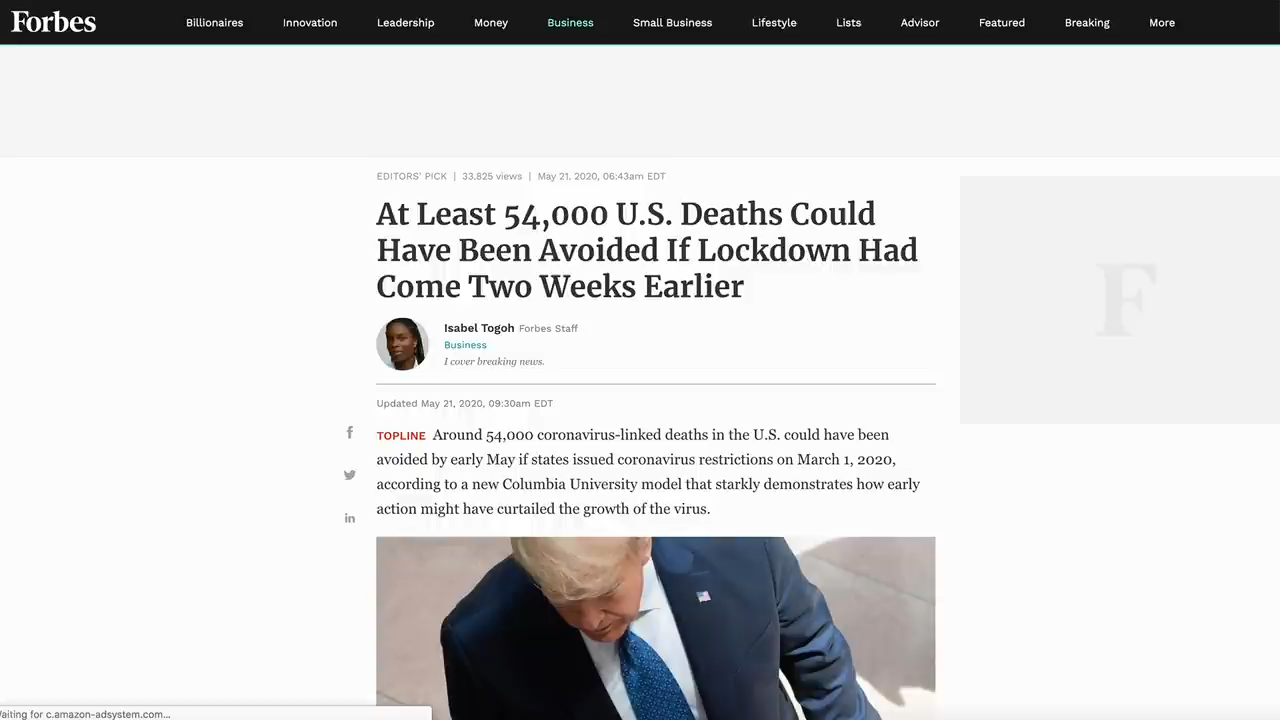 Forbes
Billionaires Innovation Leadership Money Business Small Business Lifestyle Lists Advisor Featured Breaking More
EDITORS' PICK | 33,825 views | May 21, 2020, 06:43am EDT
At Least 54,000 U.S. Deaths Could
Have Been Avoided If Lockdown Had
Come Two Weeks Earlier
Isabel Togoh Forbes Staff
Business
I cover breaking news.
Updated May 21, 2020, 09:30am EDT
TOPLINE Around 54,000 coronavirus-linked deaths in the U.S. could have been
avoided by early May if states issued coronavirus restrictions on March 1, 2020,
according to a new Columbia University model that starkly demonstrates how early
action might have curtailed the growth of the virus.
F
f
in
Waiting for c.amazon-adsystem.com...